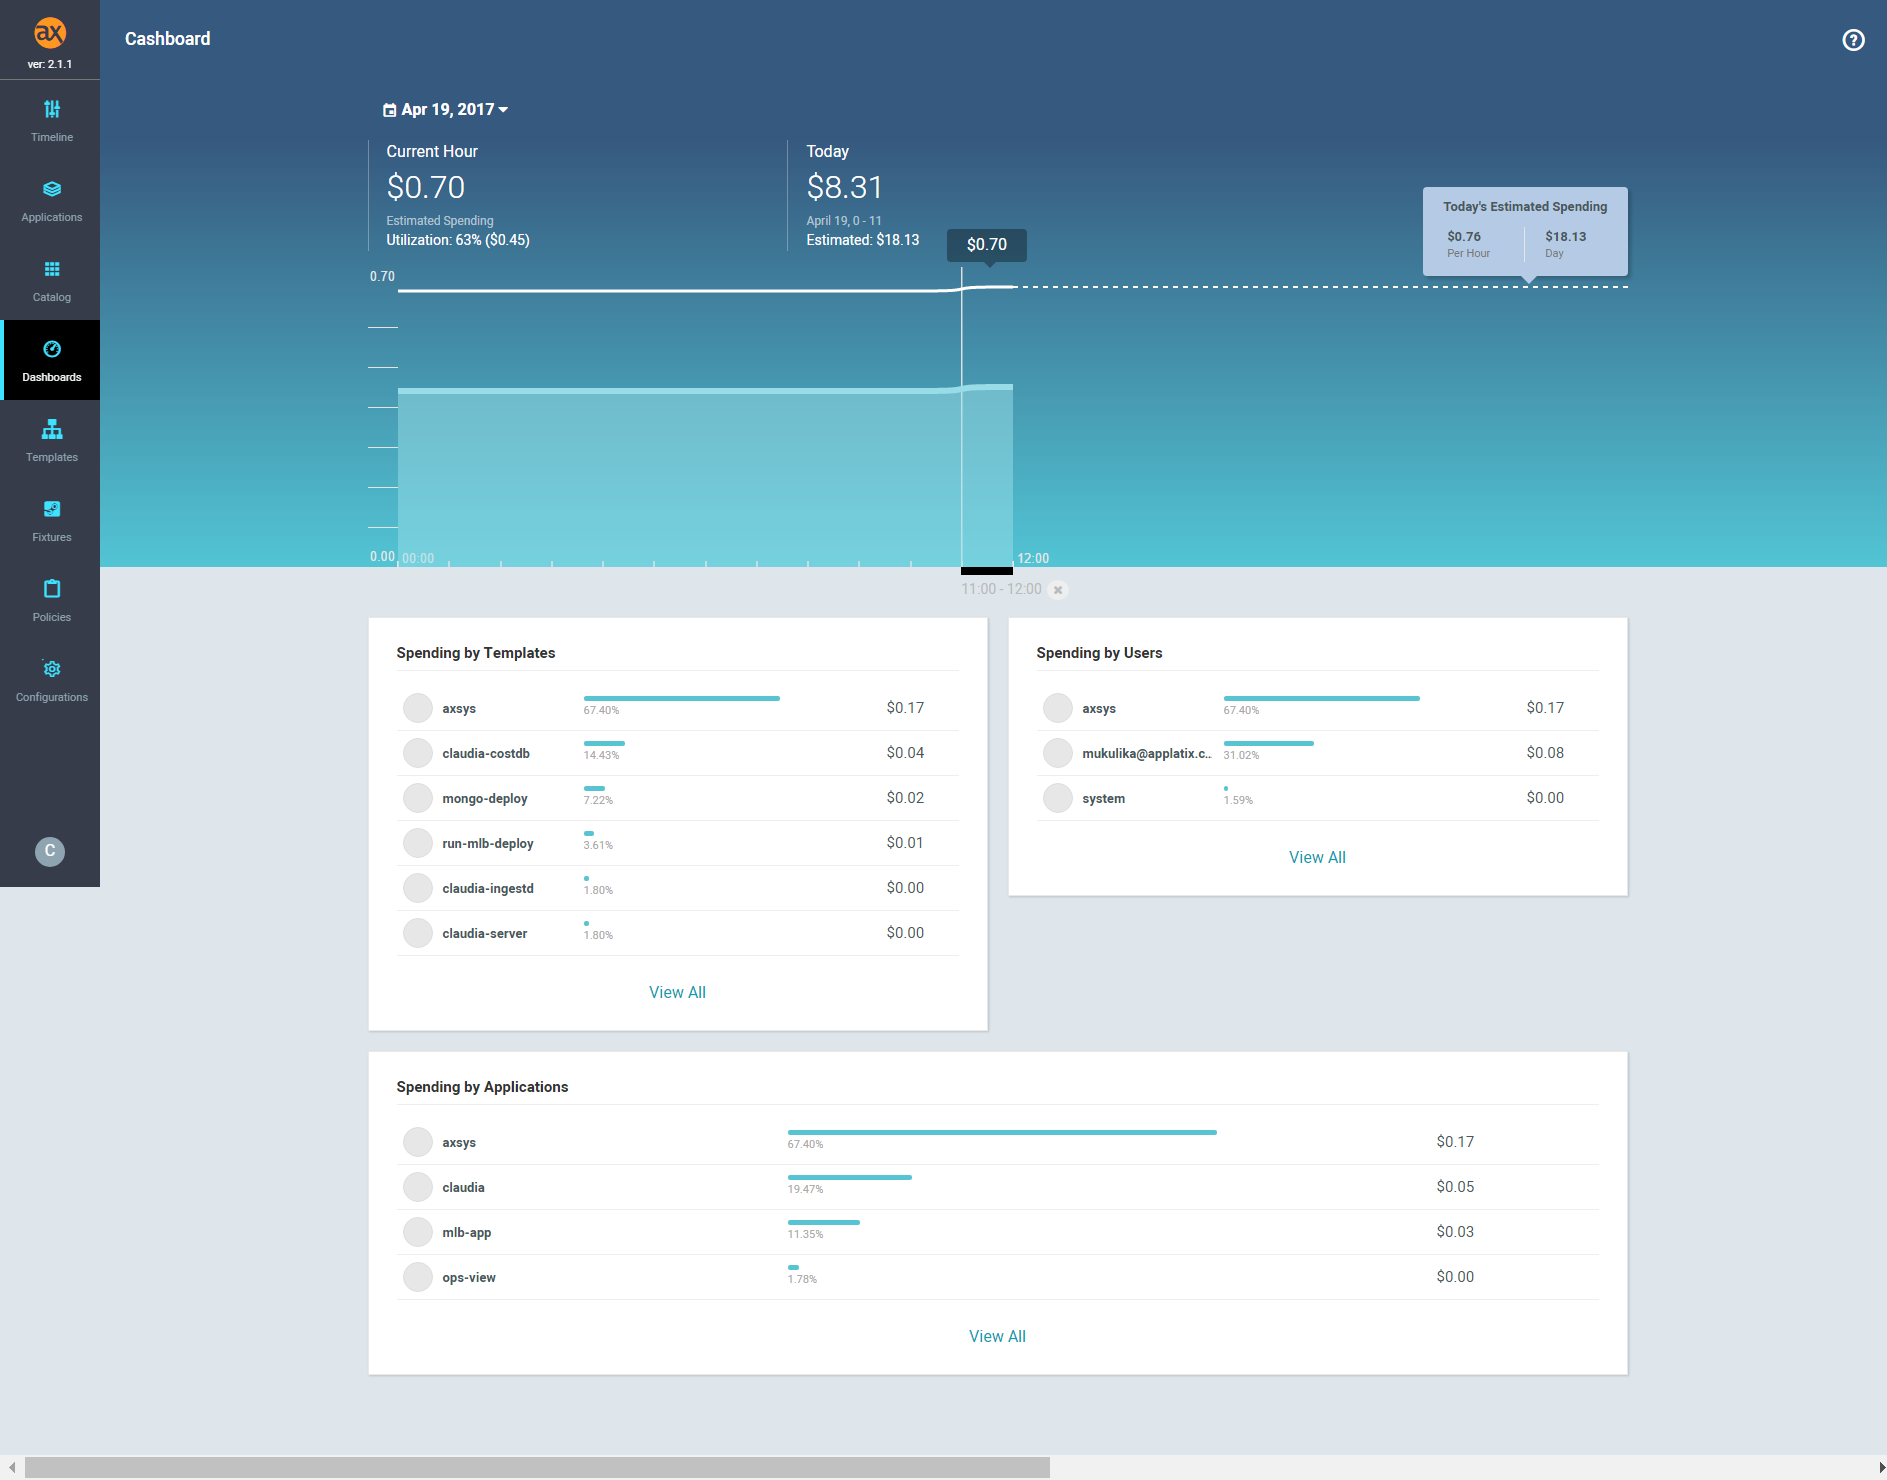 ax
ver: 2.1.1
Timeline
Applications
Catalog
Dashboards
Templates
Fixtures
Policies
Configurations
C
Cashboard
?
Apr 19, 2017
Current Hour
$0.70
Estimated Spending
Utilization: 63% ($0.45)
Today
$8.31
April 19, 0 - 11
Estimated: $18.13
$0.70
Today's Estimated Spending
$0.76
Per Hour
$18.13
Day
0.70
0.00
00:00
12:00
11:00 - 12:00
Spending by Templates
axsys 67.40% $0.17
claudia-costdb 14.43% $0.04
mongo-deploy 7.22% $0.02
run-mlb-deploy 3.61% $0.01
claudia-ingestd 1.80% $0.00
claudia-server 1.80% $0.00
View All
Spending by Users
axsys 67.40% $0.17
mukulika@applatix.c... 31.02% $0.08
system 1.59% $0.00
View All
Spending by Applications
axsys 67.40% $0.17
claudia 19.47% $0.05
mlb-app 11.35% $0.03
ops-view 1.78% $0.00
View All